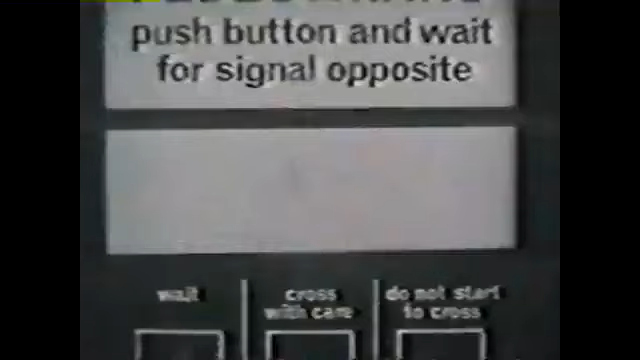 push button and wait
for signal opposite
wait
cross
with care
do not start
to cross